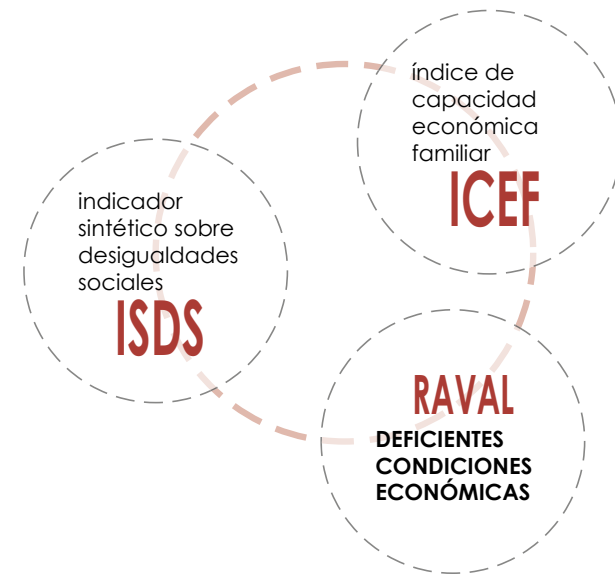 índice de
capacidad
económica
familiar
ICEF
indicador
sintético sobre
desigualdades
sociales
ISDS
RAVAL
DEFICIENTES
CONDICIONES
ECONÓMICAS